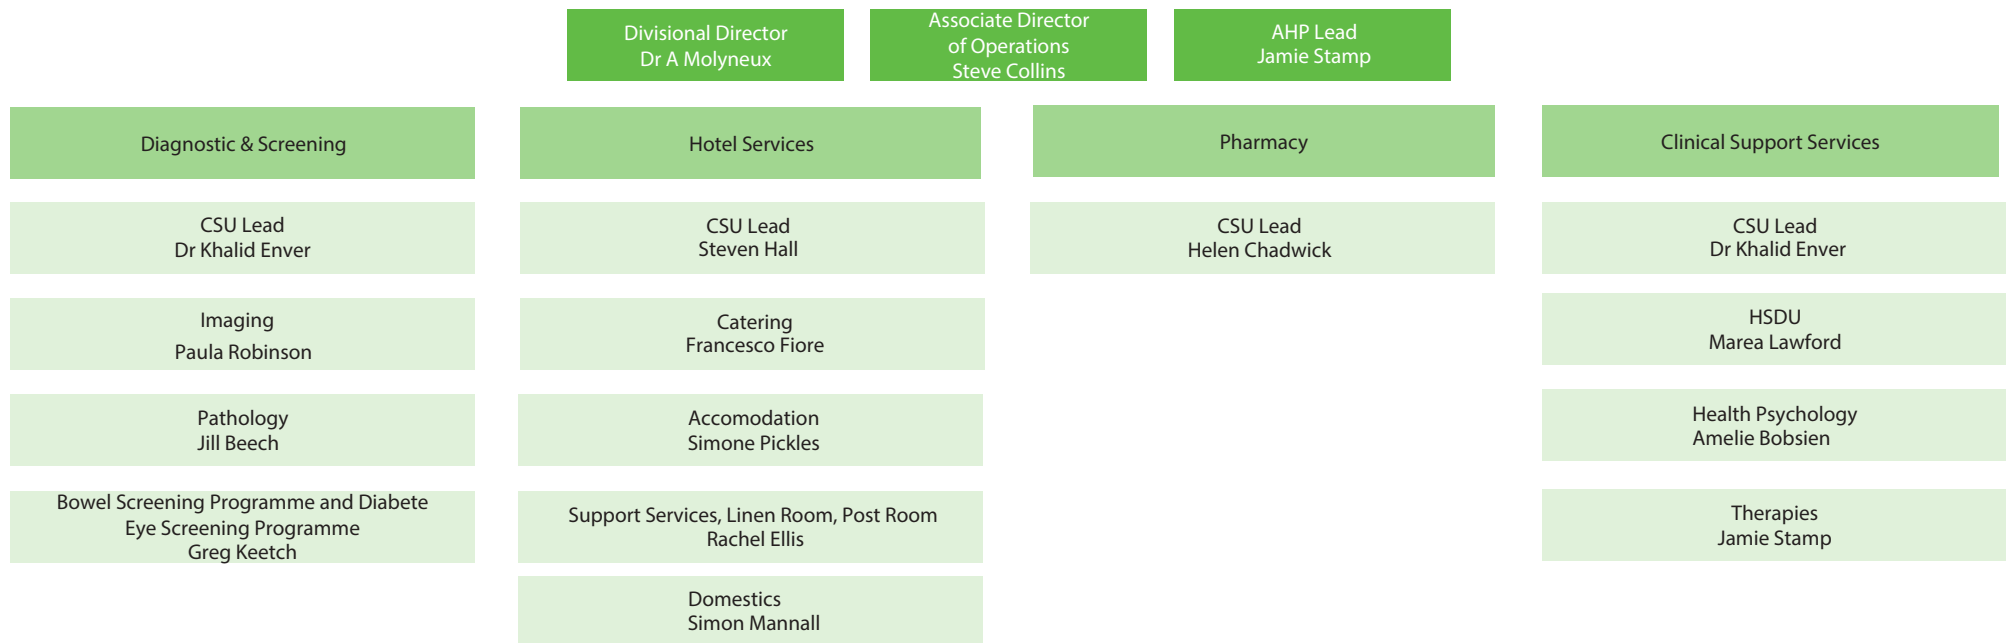 Divisional Director
Dr A Molyneux
Associate Director
of Operations
Steve Collins
AHP Lead
Jamie Stamp
Diagnostic & Screening
CSU Lead
Dr Khalid Enver
Imaging
Paula Robinson
Pathology
Jill Beech
Bowel Screening Programme and Diabete
Eye Screening Programme
Greg Keetch
Hotel Services
CSU Lead
Steven Hall
Catering
Francesco Fiore
Accomodation
Simone Pickles
Support Services, Linen Room, Post Room
Rachel Ellis
Domestics
Simon Mannall
Pharmacy
CSU Lead
Helen Chadwick
Clinical Support Services
CSU Lead
Dr Khalid Enver
HSDU
Marea Lawford
Health Psychology
Amelie Bobsien
Therapies
Jamie Stamp